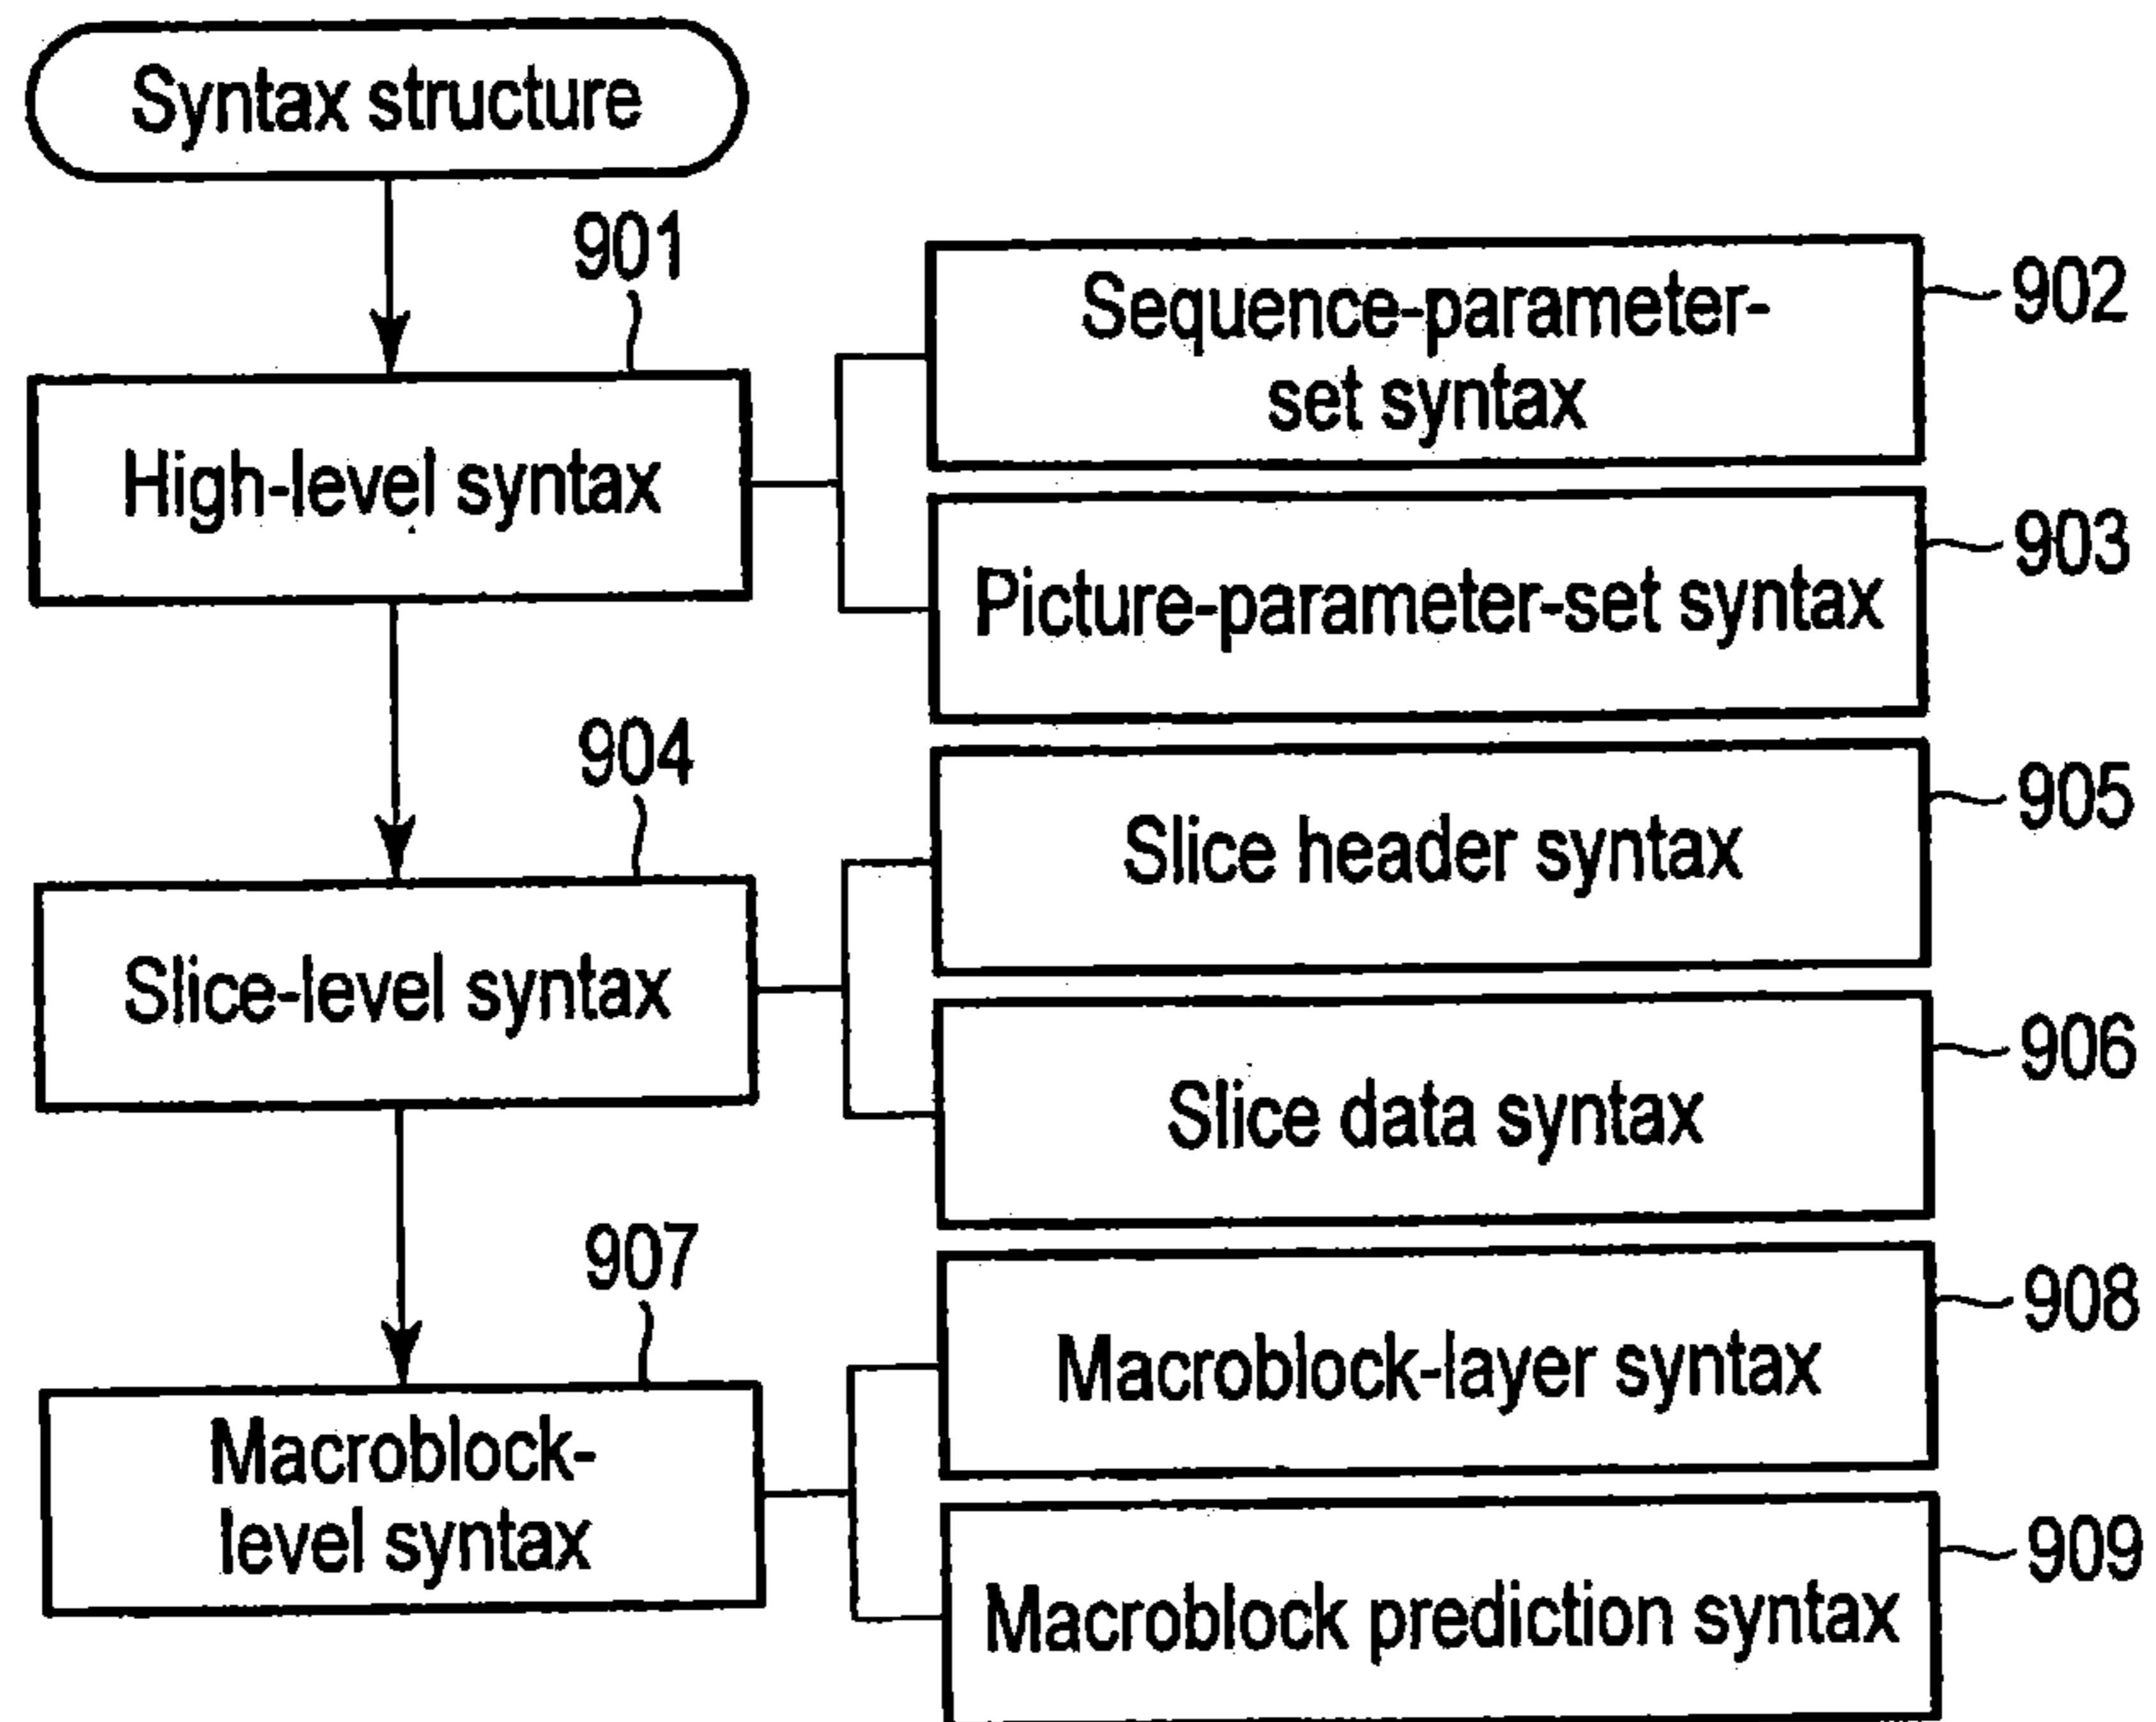 Syntax structure
901
High-level syntax
Sequence-parameter-
set syntax
902
Picture-parameter-set syntax
903
904
Slice-level syntax
Slice header syntax
905
Slice data syntax
906
907
Macroblock-
level syntax
Macroblock-layer syntax
908
Macroblock prediction syntax
909